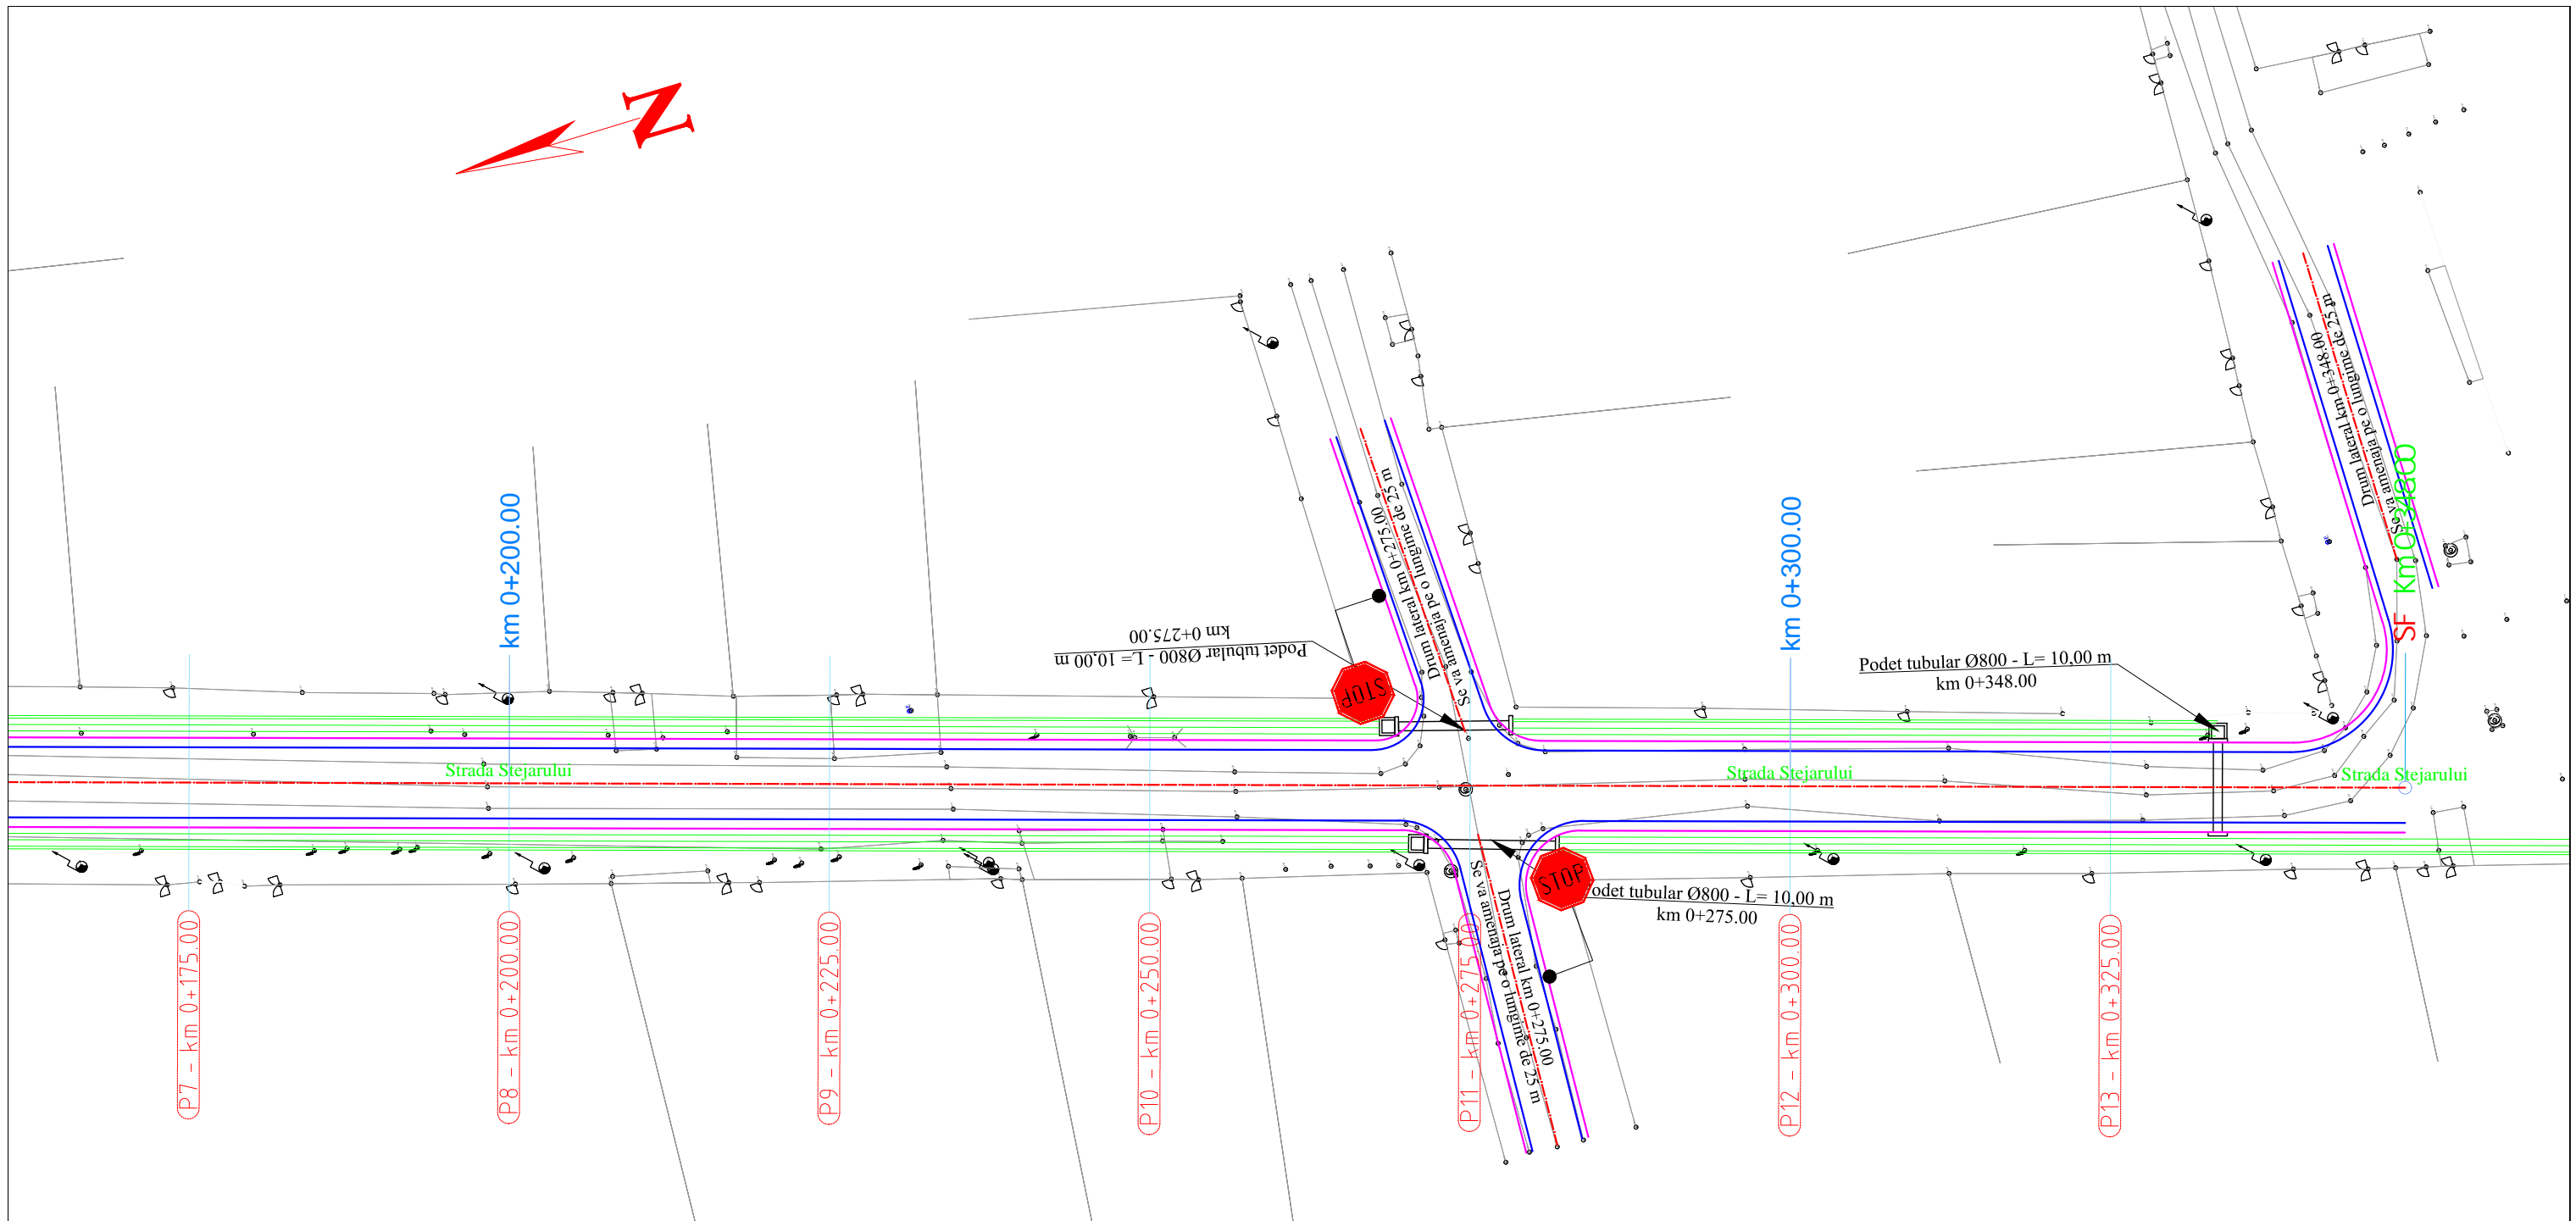 N
km 0+200.00
km 0+300.00
Km 0+348.00
SF
Drum lateral km 0+348.00
Se va amenaja pe o lungime de 25 m
Drum lateral km 0+275.00
Se va amenaja pe o lungime de 25 m
Podet tubular Ø800 - L= 10,00 m
km 0+275.00
STOP
Podet tubular Ø800 - L= 10,00 m
km 0+348.00
Strada Stejarului
Strada Stejarului
Strada Stejarului
STOP
odet tubular Ø800 - L= 10,00 m
km 0+275.00
Drum lateral km 0+275.00
Se va amenaja pe o lungime de 25 m
P7 - km 0+175.00
P8 - km 0+200.00
P9 - km 0+225.00
P10 - km 0+250.00
P11 - km 0+275.00
P12 - km 0+300.00
P13 - km 0+325.00